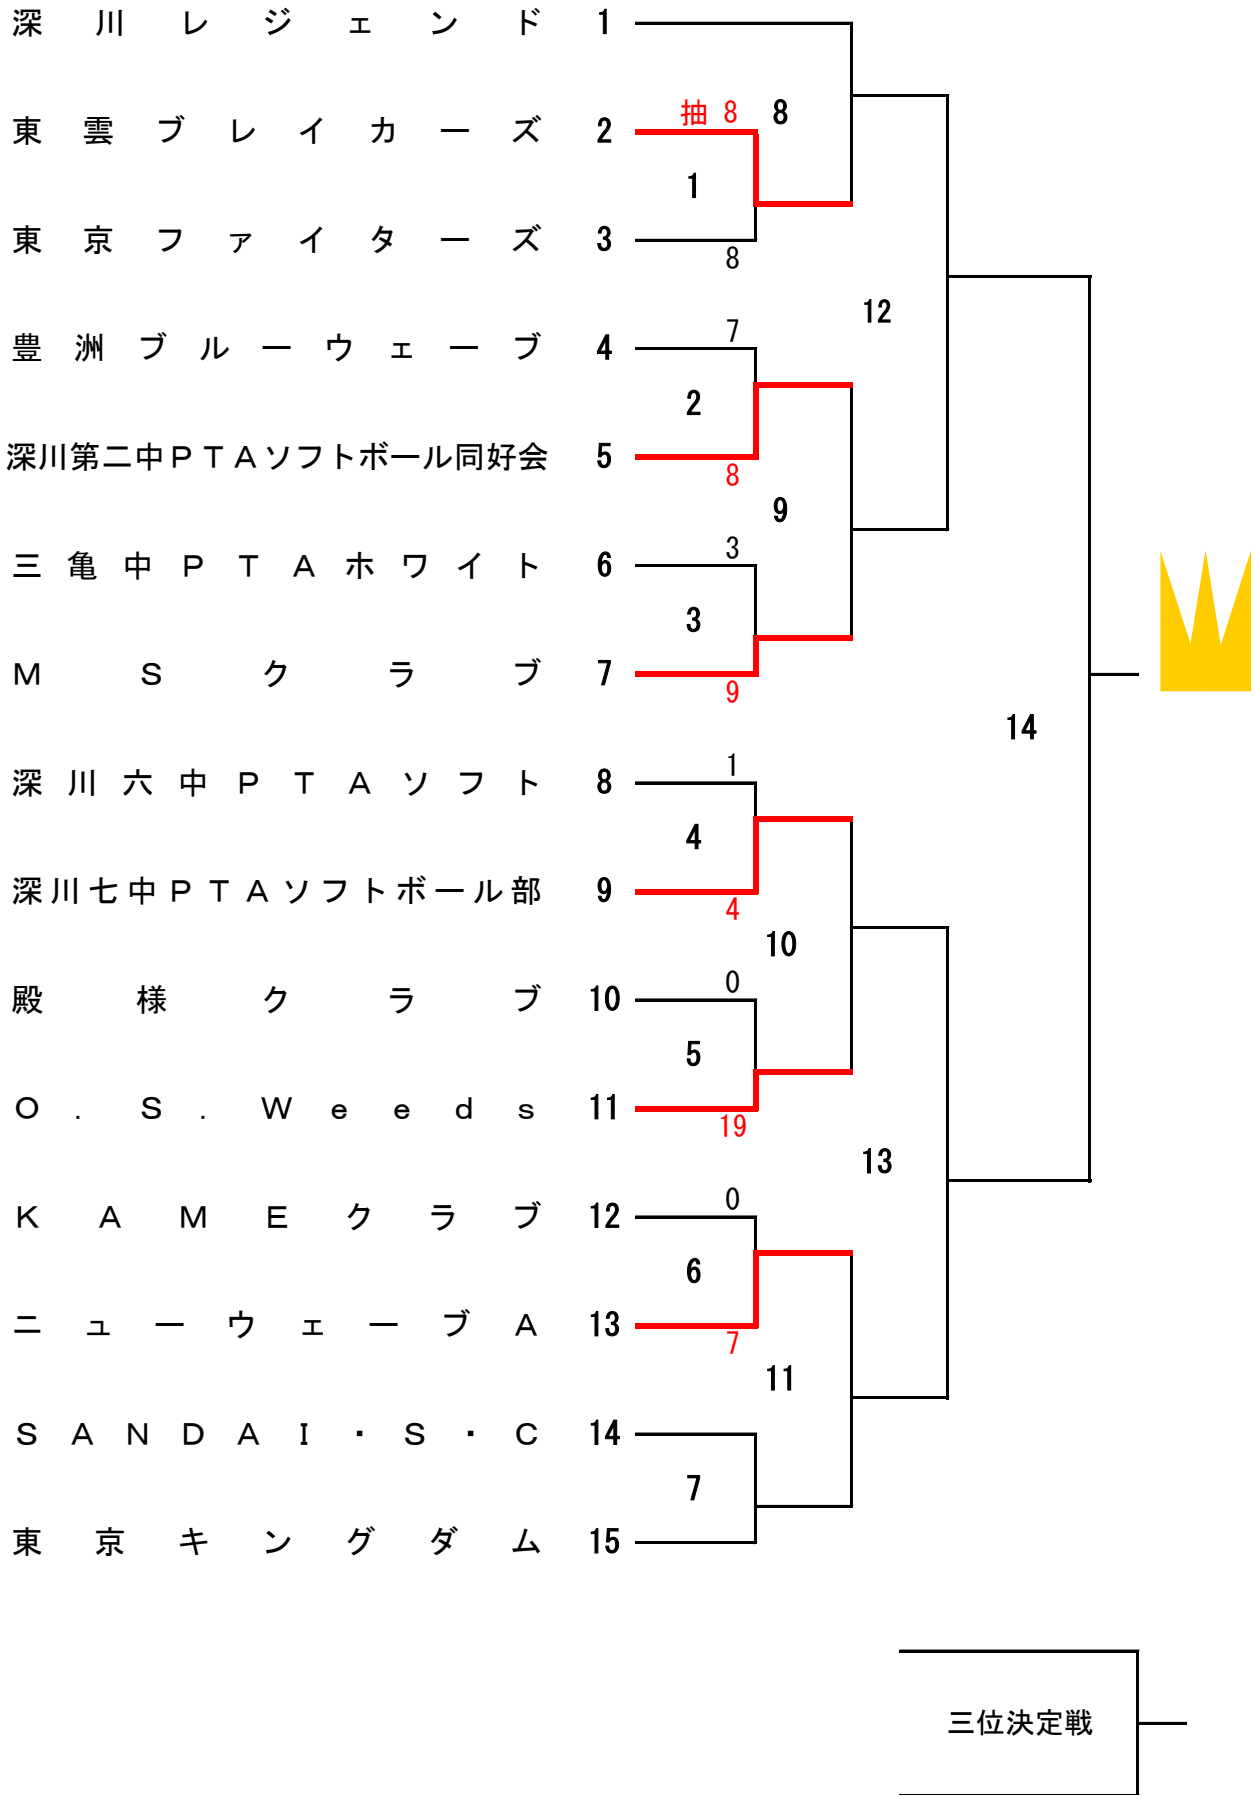 深川レジェンド 1
抽 8 8
東雲ブレイカーズ 2
1
東京ファイターズ 3
8
12
7
豊洲ブルーウェーブ 4
2
深川第二中PTAソフトボール同好会 5
8
9
3
三亀中PTAホワイト 6
3
MSクラブ 7
9
14
1
深川六中PTAソフト 8
4
深川七中PTAソフトボール部 9
4
10
0
殿様クラブ 10
5
O.S.Weeds 11
19
13
0
KAMEクラブ 12
6
ニューウェーブA 13
7
11
SANDAI・S・C 14
7
東京キングダム 15
三位決定戦